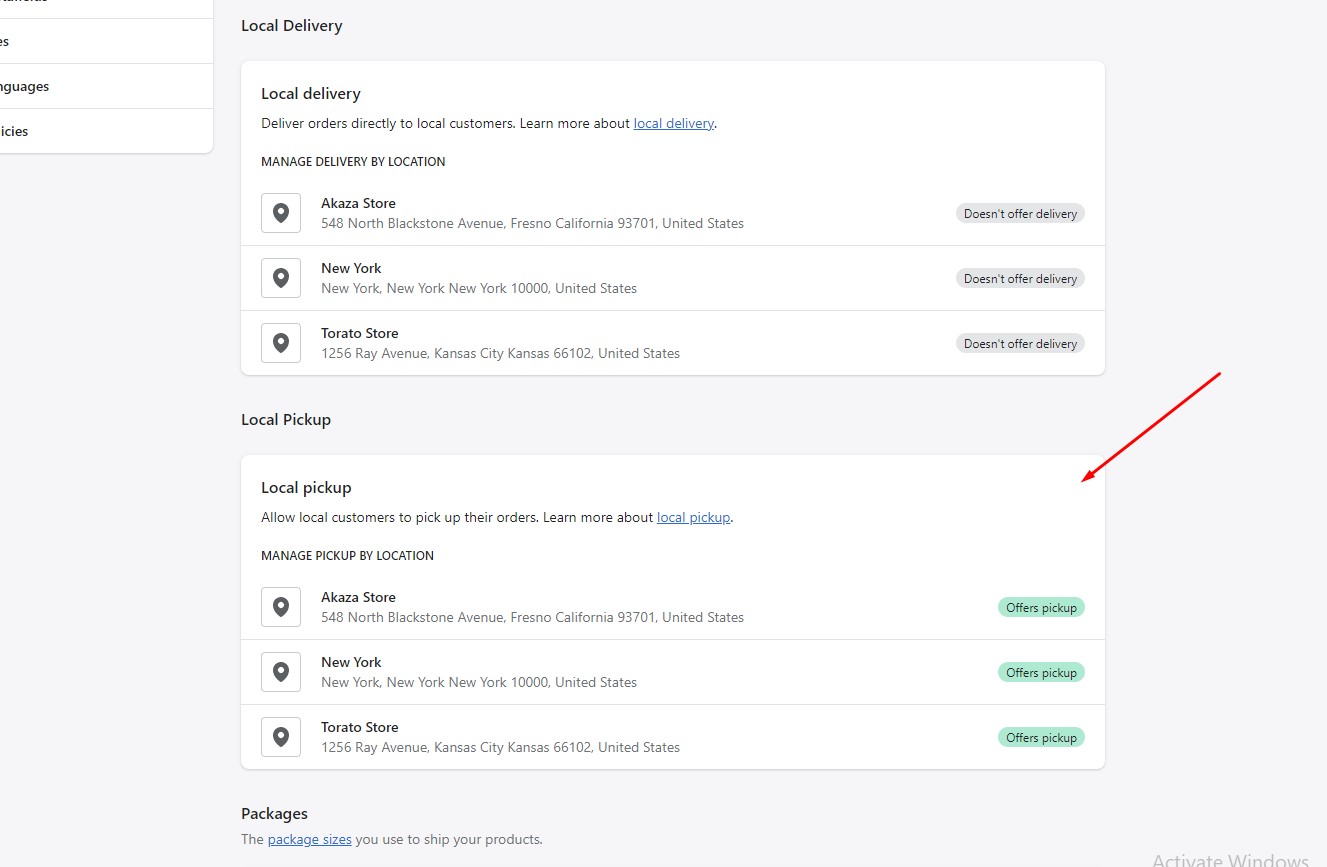 es
nguages
icies
Local Delivery
Local delivery
Deliver orders directly to local customers. Learn more about local delivery.
MANAGE DELIVERY BY LOCATION
Akaza Store
548 North Blackstone Avenue, Fresno California 93701, United States
Doesn't offer delivery
New York
New York, New York New York 10000, United States
Doesn't offer delivery
Torato Store
1256 Ray Avenue, Kansas City Kansas 66102, United States
Doesn't offer delivery
Local Pickup
Local pickup
Allow local customers to pick up their orders. Learn more about local pickup.
MANAGE PICKUP BY LOCATION
Akaza Store
548 North Blackstone Avenue, Fresno California 93701, United States
Offers pickup
New York
New York, New York New York 10000, United States
Offers pickup
Torato Store
1256 Ray Avenue, Kansas City Kansas 66102, United States
Offers pickup
Packages
The package sizes you use to ship your products.
Activate Windows